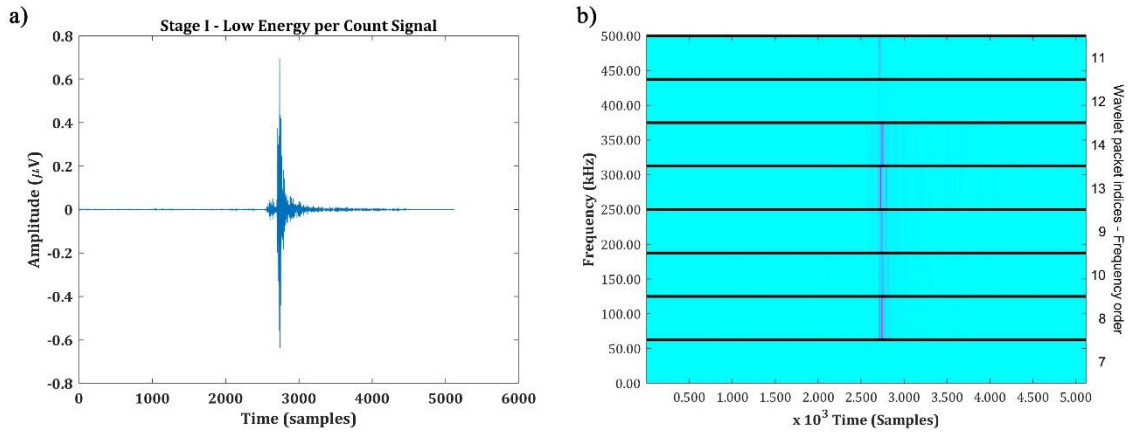 a)
Stage I - Low Energy per Count Signal
0.8
0.6
0.4
0.2
0
-0.2
-0.4
-0.6
-0.8
Amplitude (μV)
0 1000 2000 3000 4000 5000 6000
Time (samples)
b)
500.00
450.00
400.00
350.00
300.00
250.00
200.00
150.00
100.00
50.00
0.00
Frequency (kHz)
11
12
14
13
9
10
8
7
Wavelet packet indices - Frequency order
0.500 1.000 1.500 2.000 2.500 3.000 3.500 4.000 4.500 5.000
x 10³ Time (Samples)